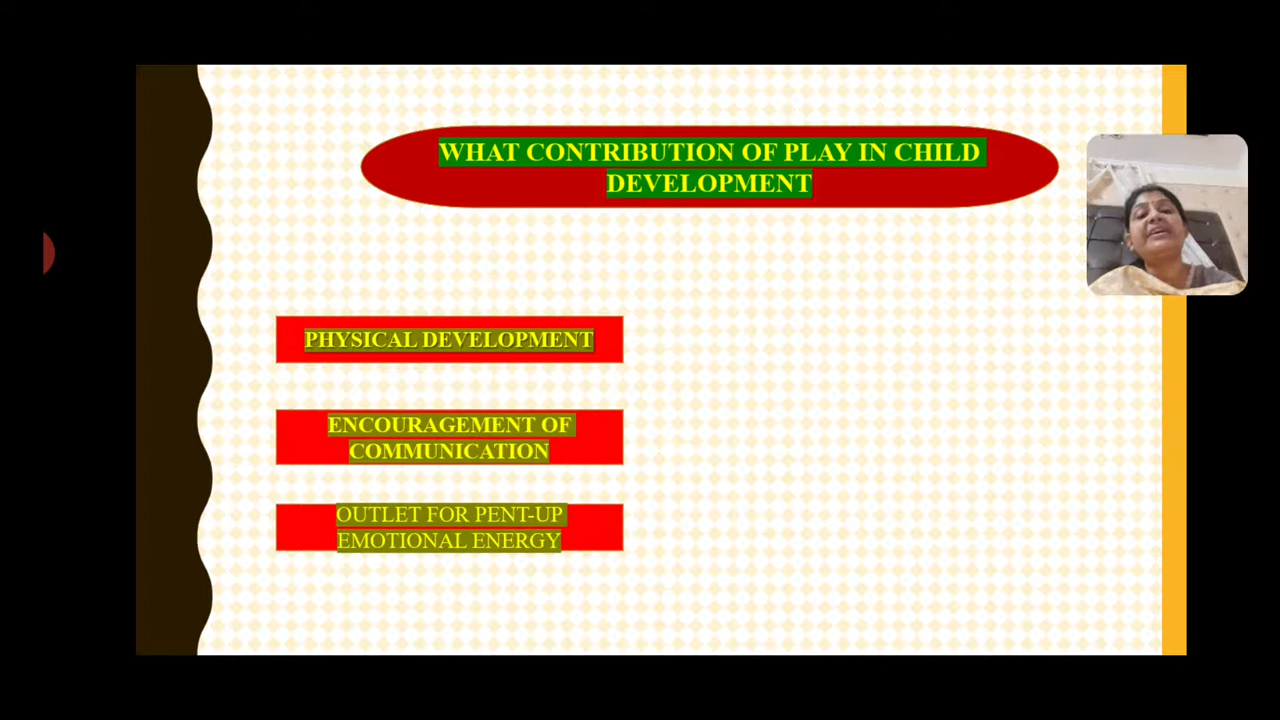 WHAT CONTRIBUTION OF PLAY IN CHILD
DEVELOPMENT
PHYSICAL DEVELOPMENT
ENCOURAGEMENT OF
COMMUNICATION
OUTLET FOR PENT-UP
EMOTIONAL ENERGY